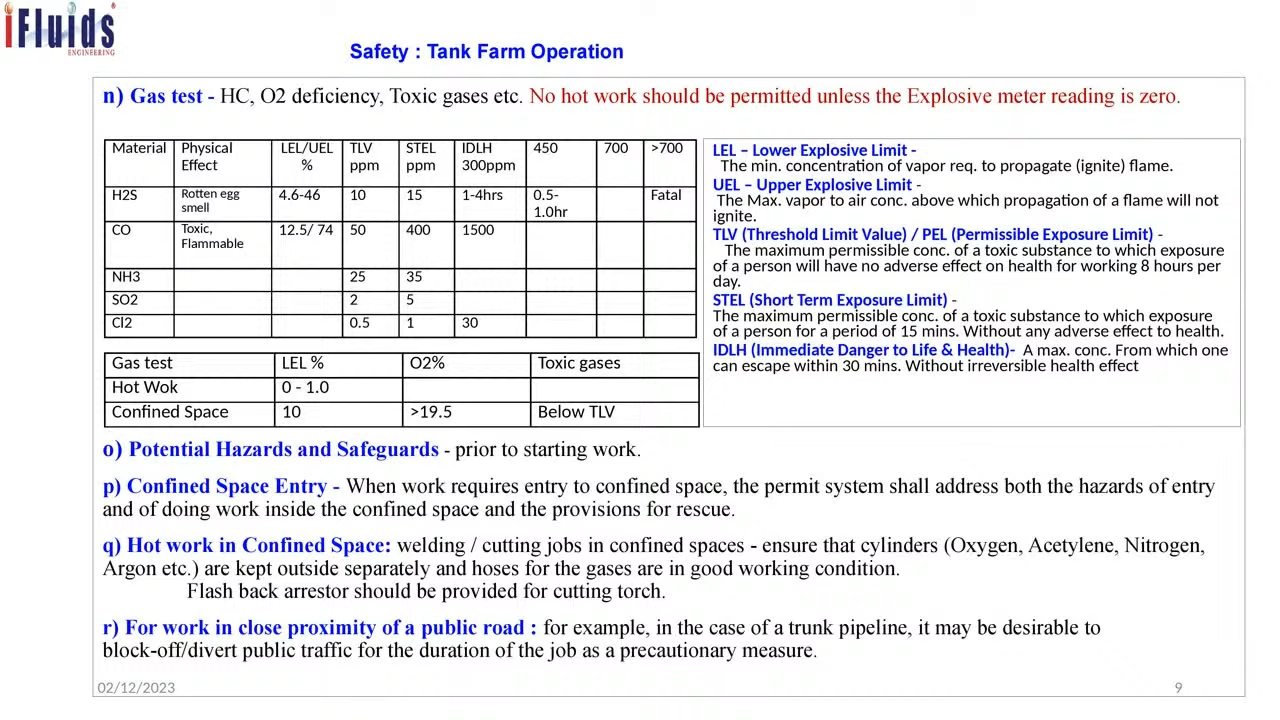 iFluids®
ENGINEERING
Safety : Tank Farm Operation
n) Gas test - HC, O2 deficiency, Toxic gases etc. No hot work should be permitted unless the Explosive meter reading is zero.
Material Physical Effect LEL/UEL % TLV ppm STEL ppm IDLH 300ppm 450 700 >700
H2S Rotten egg smell 4.6-46 10 15 1-4hrs 0.5-1.0hr Fatal
CO Toxic, Flammable 12.5/ 74 50 400 1500
NH3 25 35
SO2 2 5
Cl2 0.5 1 30
Gas test LEL % O2% Toxic gases
Hot Wok 0 - 1.0
Confined Space 10 >19.5 Below TLV
LEL – Lower Explosive Limit -
The min. concentration of vapor req. to propagate (ignite) flame.
UEL – Upper Explosive Limit -
The Max. vapor to air conc. above which propagation of a flame will not
ignite.
TLV (Threshold Limit Value) / PEL (Permissible Exposure Limit) -
The maximum permissible conc. of a toxic substance to which exposure
of a person will have no adverse effect on health for working 8 hours per
day.
STEL (Short Term Exposure Limit) -
The maximum permissible conc. of a toxic substance to which exposure
of a person for a period of 15 mins. Without any adverse effect to health.
IDLH (Immediate Danger to Life & Health)- A max. conc. From which one
can escape within 30 mins. Without irreversible health effect
o) Potential Hazards and Safeguards - prior to starting work.
p) Confined Space Entry - When work requires entry to confined space, the permit system shall address both the hazards of entry
and of doing work inside the confined space and the provisions for rescue.
q) Hot work in Confined Space: welding / cutting jobs in confined spaces - ensure that cylinders (Oxygen, Acetylene, Nitrogen,
Argon etc.) are kept outside separately and hoses for the gases are in good working condition.
Flash back arrestor should be provided for cutting torch.
r) For work in close proximity of a public road : for example, in the case of a trunk pipeline, it may be desirable to
block-off/divert public traffic for the duration of the job as a precautionary measure.
02/12/2023 9